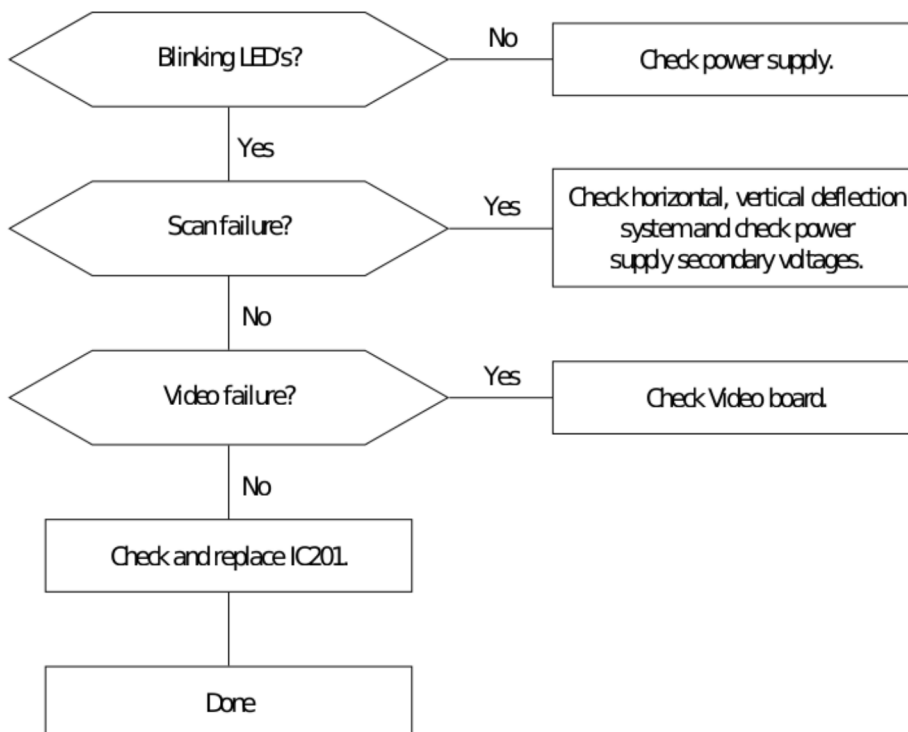 Blinking LED's?
No
Check power supply.
Yes
Scan failure?
Yes
Check horizontal, vertical deflection
system and check power
supply secondary voltages.
No
Video failure?
Yes
Check Video board.
No
Check and replace IC201.
Done